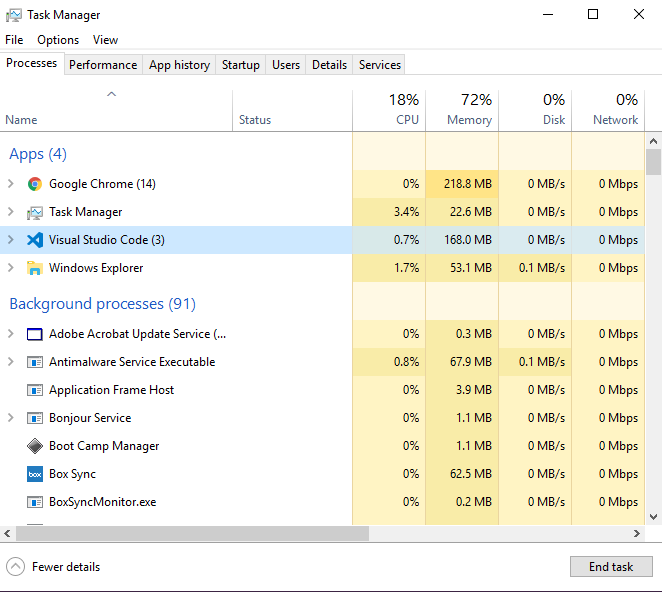 Task Manager
File Options View
Processes Performance App history Startup Users Details Services
18% 72% 0% 0%
Name Status CPU Memory Disk Network
Apps (4)
Google Chrome (14) 0% 218.8 MB 0 MB/s 0 Mbps
Task Manager 3.4% 22.6 MB 0 MB/s 0 Mbps
Visual Studio Code (3) 0.7% 168.0 MB 0 MB/s 0 Mbps
Windows Explorer 1.7% 53.1 MB 0.1 MB/s 0 Mbps
Background processes (91)
Adobe Acrobat Update Service (... 0% 0.3 MB 0 MB/s 0 Mbps
Antimalware Service Executable 0.8% 67.9 MB 0.1 MB/s 0 Mbps
Application Frame Host 0% 3.9 MB 0 MB/s 0 Mbps
Bonjour Service 0% 1.1 MB 0 MB/s 0 Mbps
Boot Camp Manager 0% 1.1 MB 0 MB/s 0 Mbps
box Box Sync 0% 62.5 MB 0 MB/s 0 Mbps
BoxSyncMonitor.exe 0% 0.2 MB 0 MB/s 0 Mbps
Fewer details End task